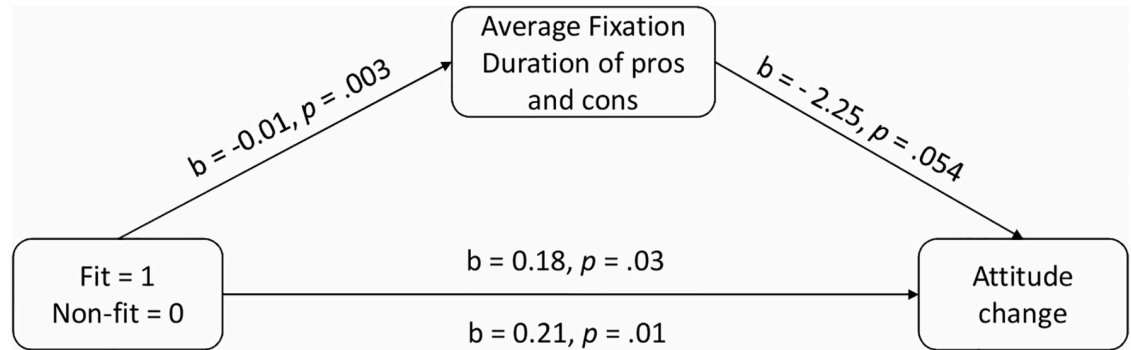 Average Fixation
Duration of pros
and cons
b = -0.01, p = .003
b = - 2.25, p = .054
Fit = 1
Non-fit = 0
b = 0.18, p = .03
b = 0.21, p = .01
Attitude
change